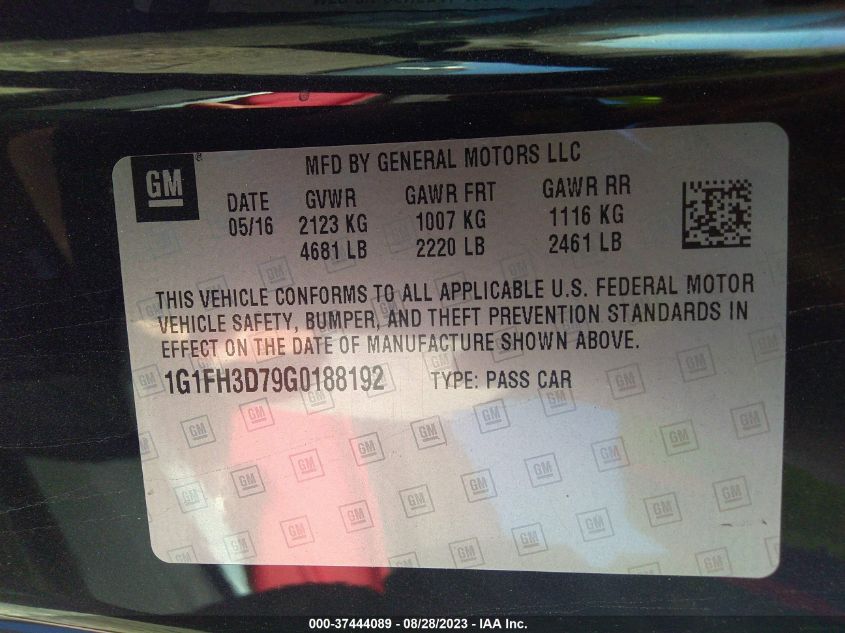 GM
MFD BY GENERAL MOTORS LLC
DATE GVWR GAWR FRT GAWR RR
05/16 2123 KG 1007 KG 1116 KG
4681 LB 2220 LB 2461 LB
THIS VEHICLE CONFORMS TO ALL APPLICABLE U.S. FEDERAL MOTOR
VEHICLE SAFETY, BUMPER, AND THEFT PREVENTION STANDARDS IN
EFFECT ON THE DATE OF MANUFACTURE SHOWN ABOVE.
1G1FH3D79G0188192 TYPE: PASS CAR
000-37444089 - 08/28/2023 - IAA Inc.